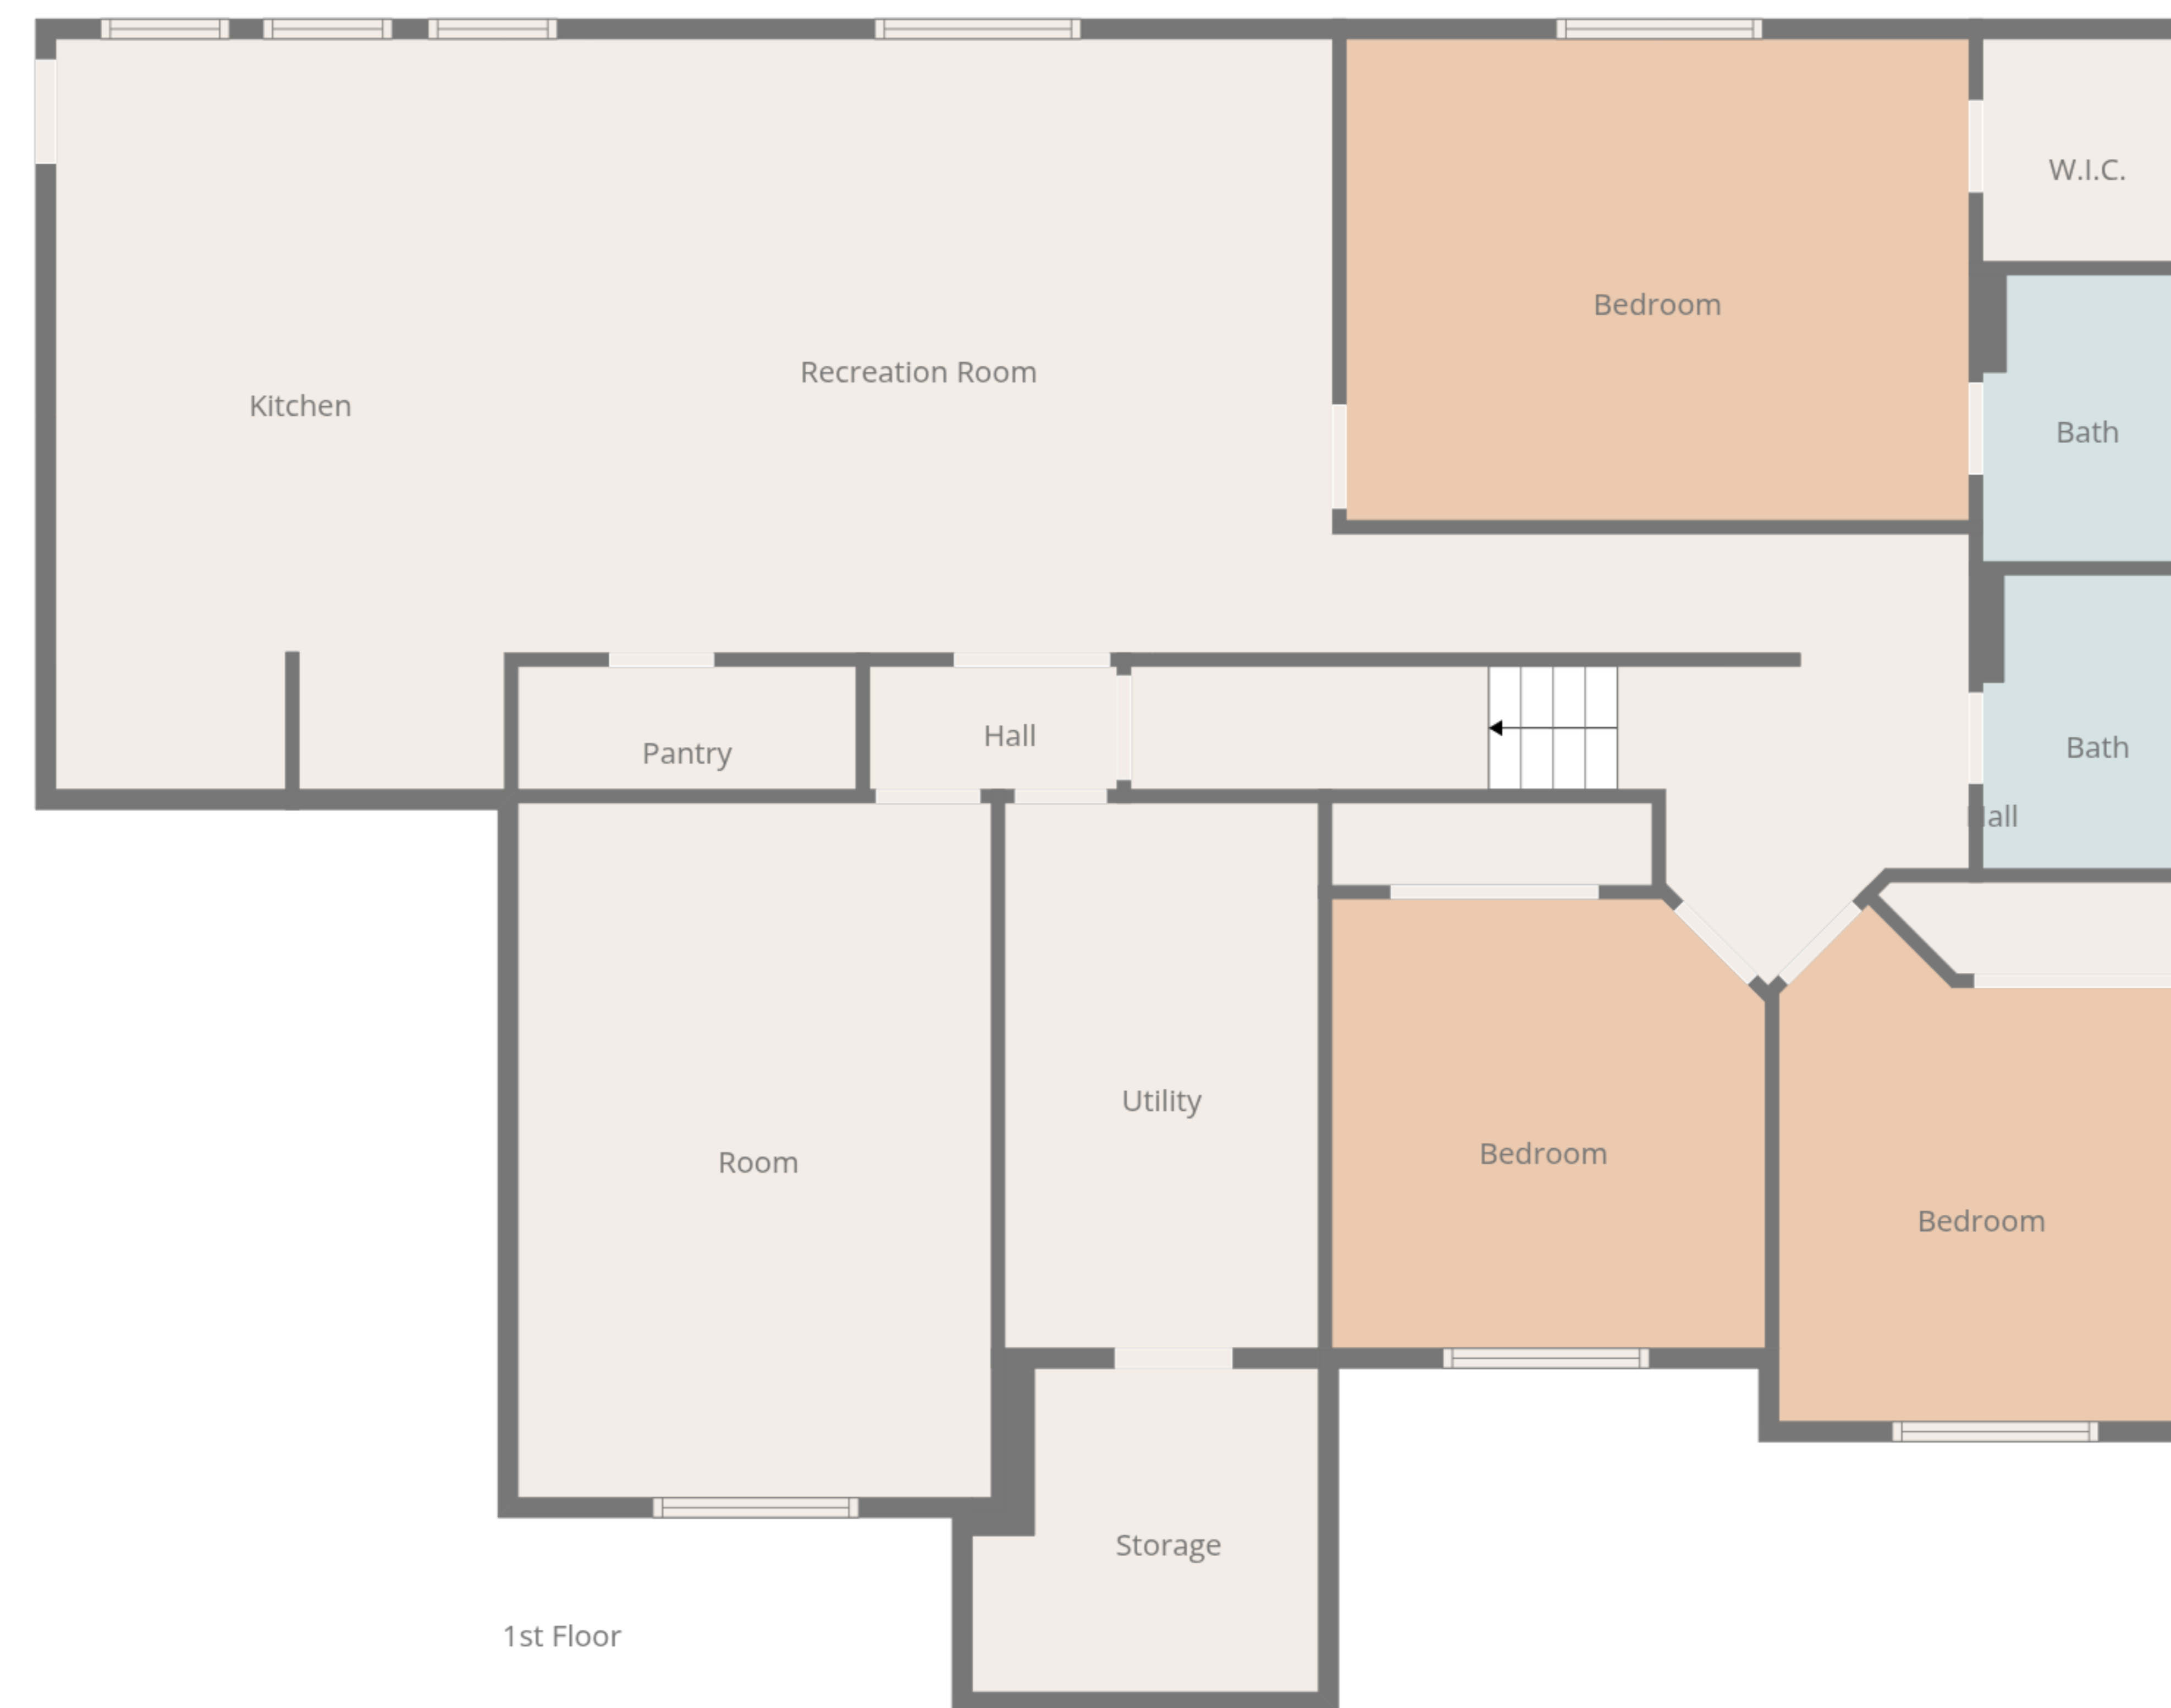 W.I.C.
Bedroom
Recreation Room
Kitchen
Bath
Hall
Pantry
Bath
Utility
Room
Bedroom
Bedroom
Storage
1st Floor